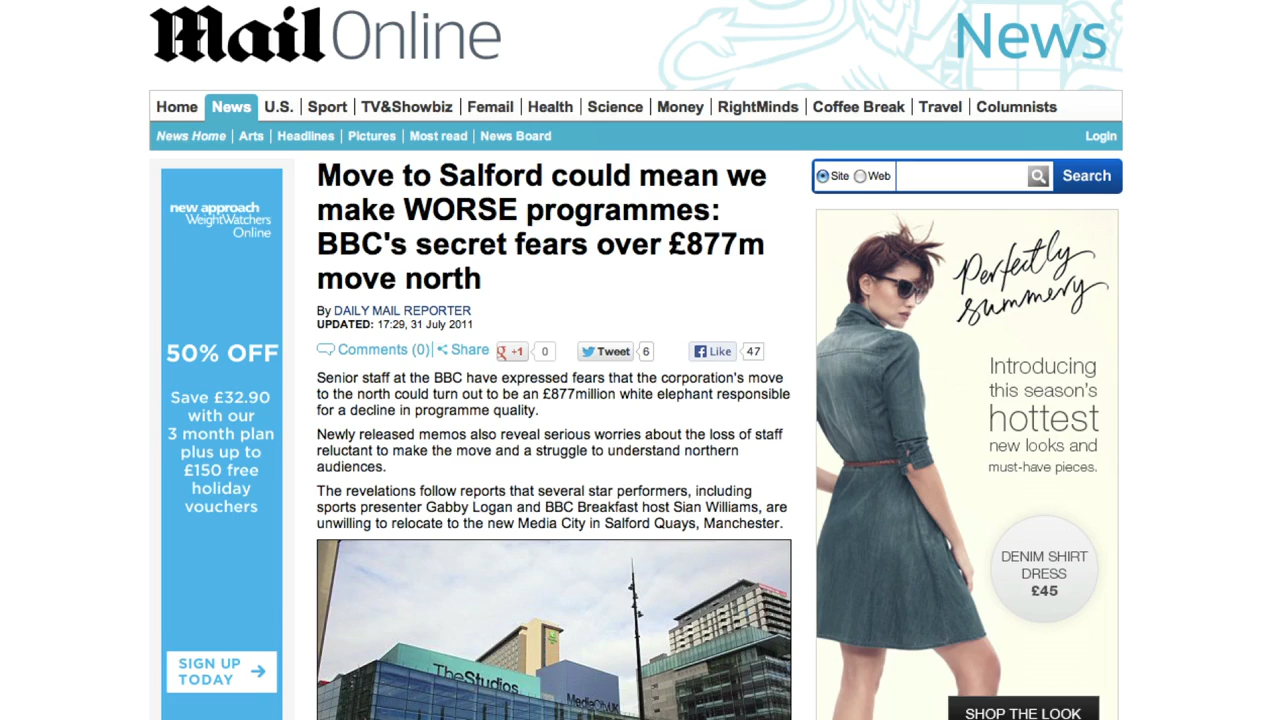 Mail Online
News
Home News U.S. Sport TV&Showbiz Femail Health Science Money RightMinds Coffee Break Travel Columnists
News Home Arts Headlines Pictures Most read News Board Login
new approach
WeightWatchers
Online
50% OFF
Save £32.90
with our
3 month plan
plus up to
£150 free
holiday
vouchers
SIGN UP
TODAY
Move to Salford could mean we
make WORSE programmes:
BBC's secret fears over £877m
move north
By DAILY MAIL REPORTER
UPDATED: 17:29, 31 July 2011
Comments (0) Share +1 0 Tweet 6 Like 47
Senior staff at the BBC have expressed fears that the corporation's move
to the north could turn out to be an £877million white elephant responsible
for a decline in programme quality.
Newly released memos also reveal serious worries about the loss of staff
reluctant to make the move and a struggle to understand northern
audiences.
The revelations follow reports that several star performers, including
sports presenter Gabby Logan and BBC Breakfast host Sian Williams, are
unwilling to relocate to the new Media City in Salford Quays, Manchester.
TheStudios
MediaCityUK
Site Web Search
Perfectly
summery
Introducing
this season's
hottest
new looks and
must-have pieces.
DENIM SHIRT
DRESS
£45
SHOP THE LOOK